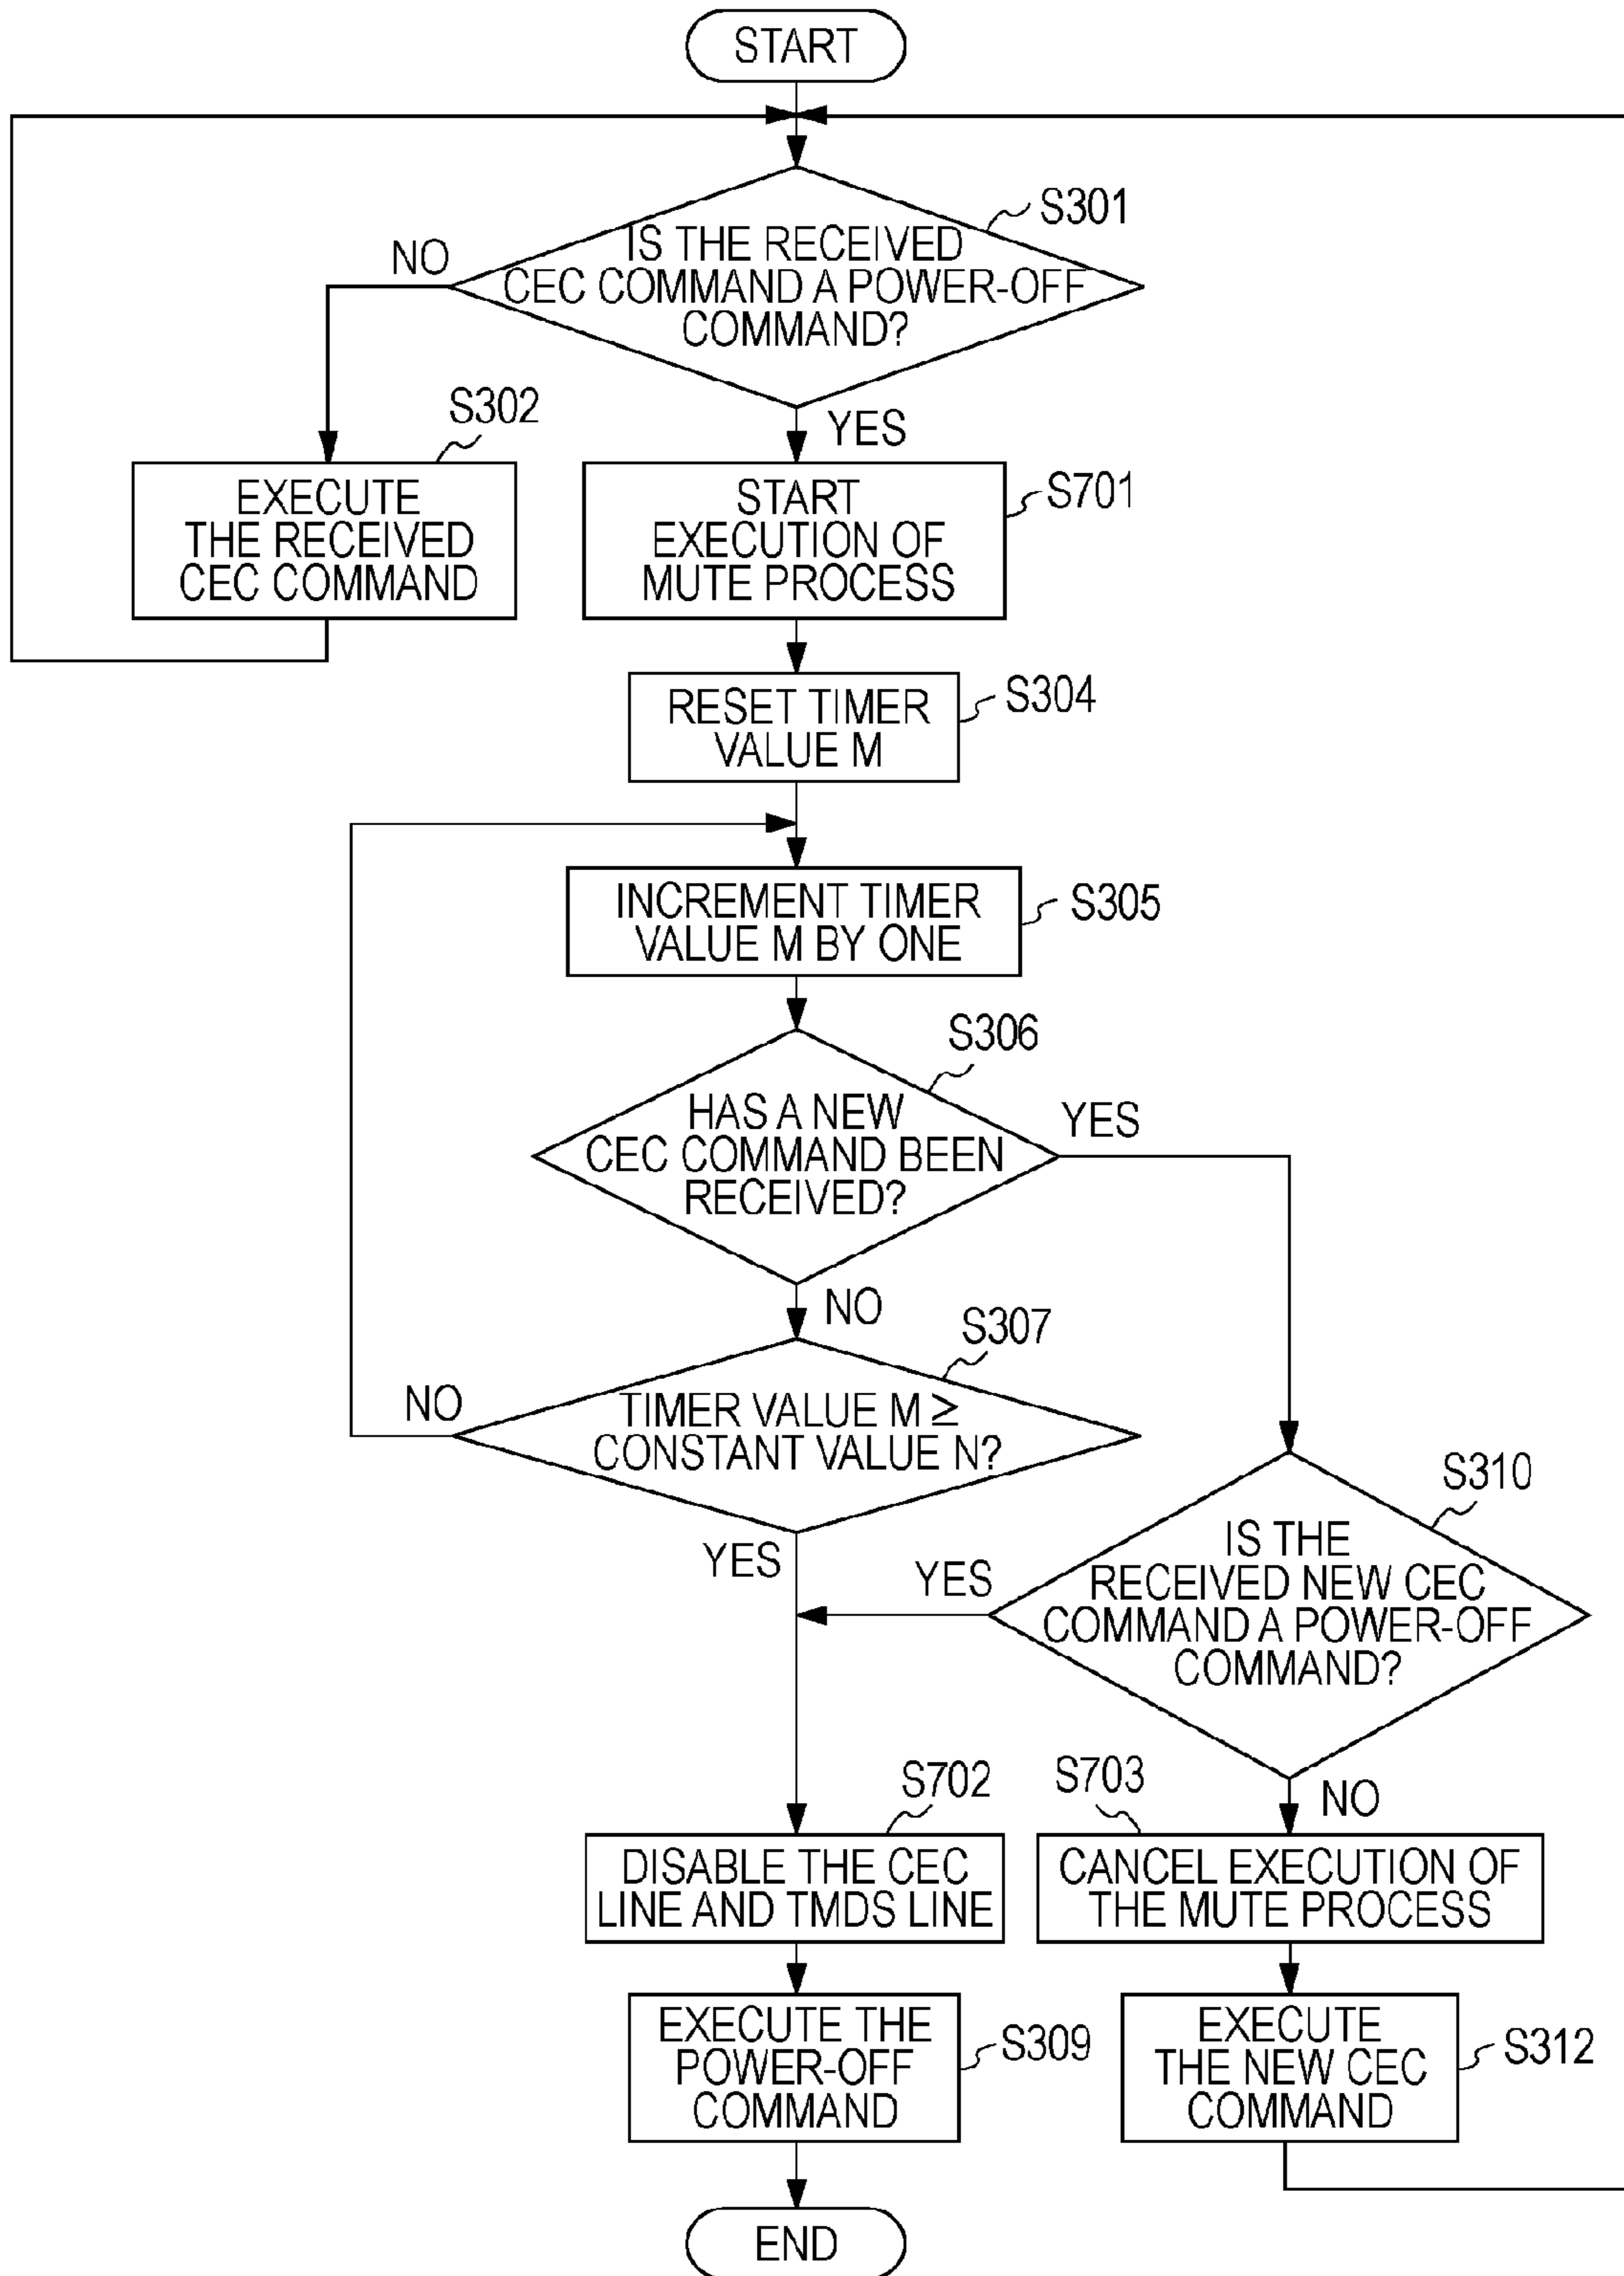 START
S301
IS THE RECEIVED
CEC COMMAND A POWER-OFF
COMMAND?
NO
YES
S302
EXECUTE
THE RECEIVED
CEC COMMAND
S701
START
EXECUTION OF
MUTE PROCESS
S304
RESET TIMER
VALUE M
S305
INCREMENT TIMER
VALUE M BY ONE
S306
HAS A NEW
CEC COMMAND BEEN
RECEIVED?
YES
NO
S307
TIMER VALUE M ≥
CONSTANT VALUE N?
NO
YES
S310
IS THE
RECEIVED NEW CEC
COMMAND A POWER-OFF
COMMAND?
YES
NO
S702
DISABLE THE CEC
LINE AND TMDS LINE
S703
CANCEL EXECUTION OF
THE MUTE PROCESS
EXECUTE THE
POWER-OFF
COMMAND
S309
EXECUTE
THE NEW CEC
COMMAND
S312
END